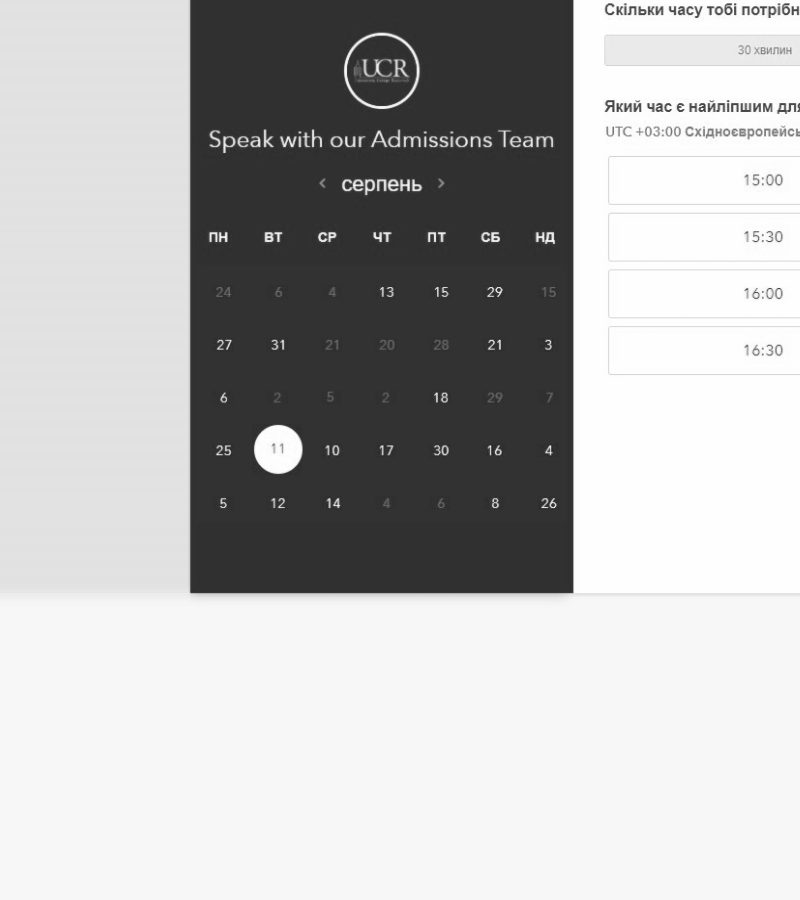 Скільки часу тобі потрібн
30 хвилин
UCR
Speak with our Admissions Team
Який час є найліпшим для
UTC +03:00 Східноєвропейсь
< серпень >
ПН ВТ СР ЧТ ПТ СБ НД
24 6 4 13 15 29 15
27 31 21 20 28 21 3
6 2 5 2 18 29 7
25 11 10 17 30 16 4
5 12 14 4 6 8 26
15:00
15:30
16:00
16:30